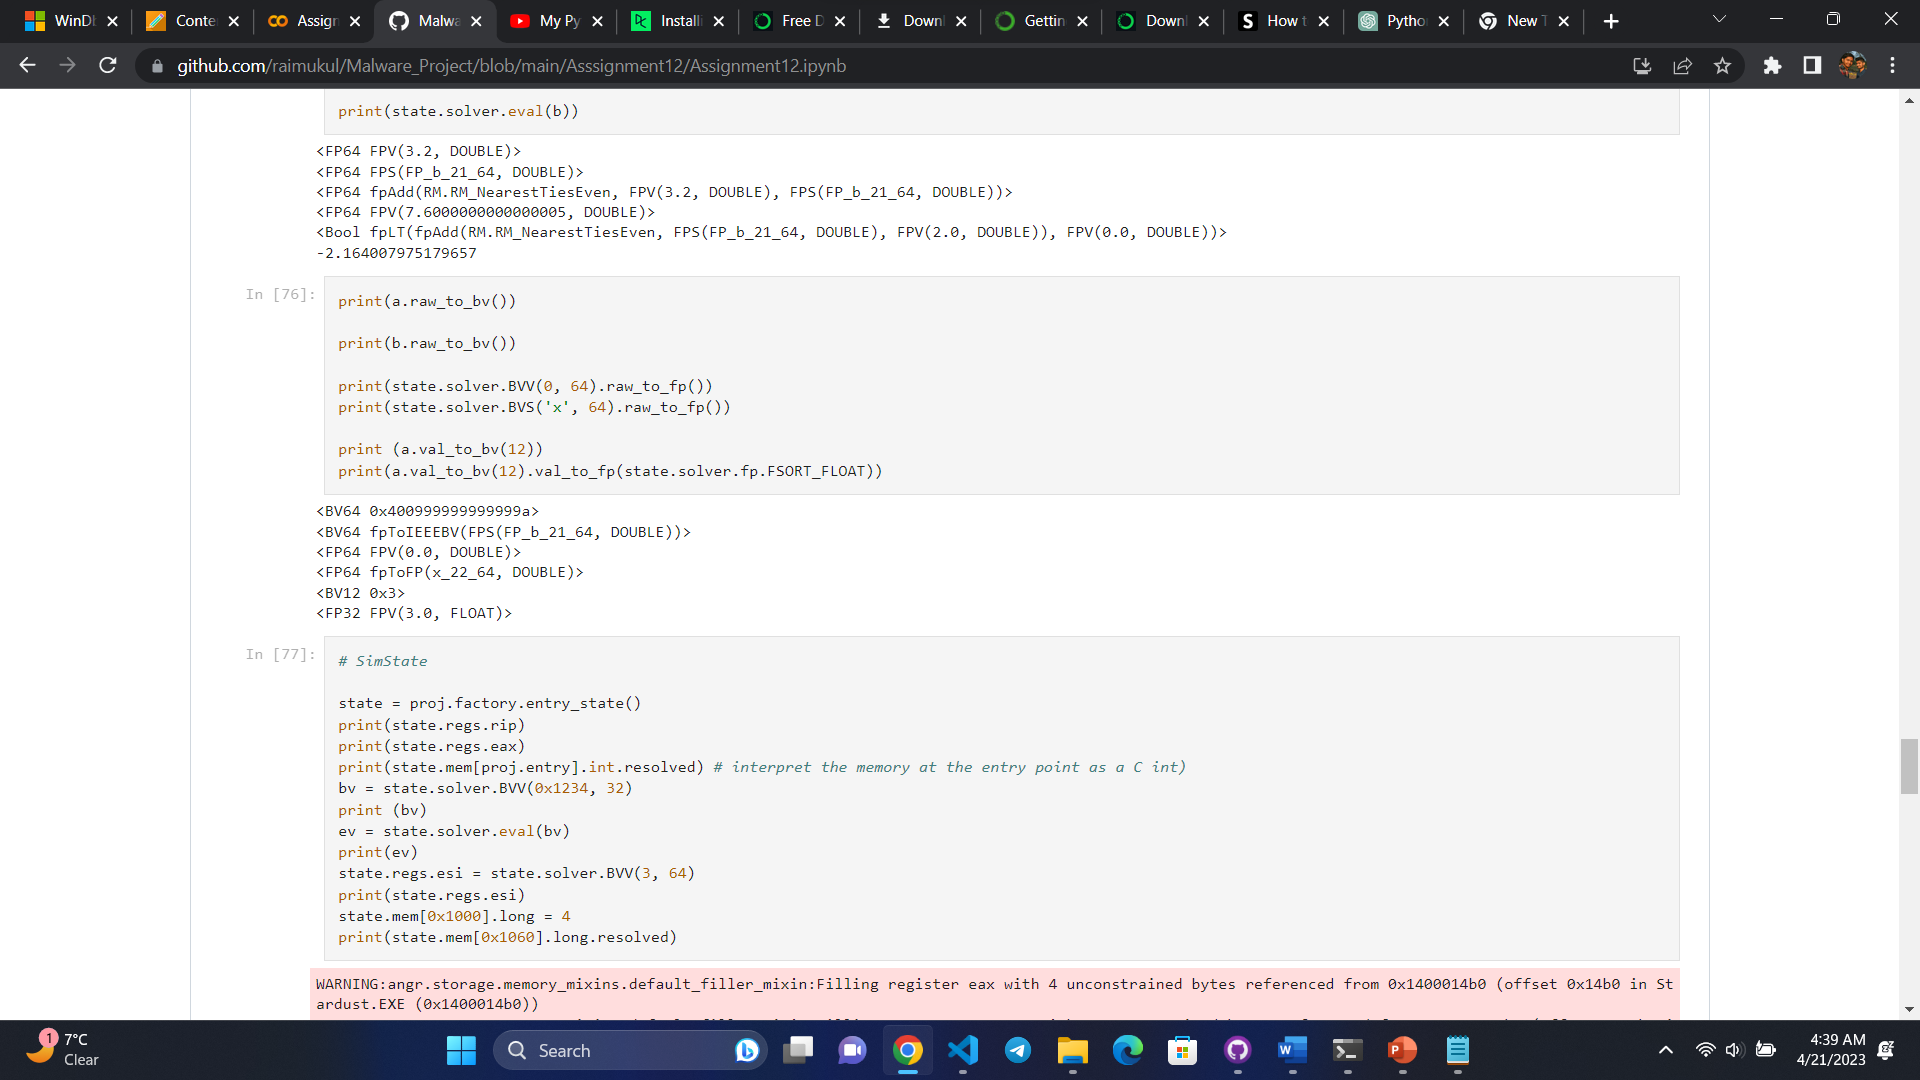 WinDb
Conte
Assign
Malwa
My Py
Install
Free D
Downl
Gettin
Downl
How t
Pytho
New T
github.com/raimukul/Malware_Project/blob/main/Asssignment12/Assignment12.ipynb
print(state.solver.eval(b))
<FP64 FPV(3.2, DOUBLE)>
<FP64 FPS(FP_b_21_64, DOUBLE)>
<FP64 fpAdd(RM.RM_NearestTiesEven, FPV(3.2, DOUBLE), FPS(FP_b_21_64, DOUBLE))>
<FP64 FPV(7.6000000000000005, DOUBLE)>
<Bool fpLT(fpAdd(RM.RM_NearestTiesEven, FPS(FP_b_21_64, DOUBLE), FPV(2.0, DOUBLE)), FPV(0.0, DOUBLE))>
-2.164007975179657
In [76]:
print(a.raw_to_bv())
print(b.raw_to_bv())
print(state.solver.BVV(0, 64).raw_to_fp())
print(state.solver.BVS('x', 64).raw_to_fp())
print (a.val_to_bv(12))
print(a.val_to_bv(12).val_to_fp(state.solver.fp.FSORT_FLOAT))
<BV64 0x400999999999999a>
<BV64 fpToIEEEBV(FPS(FP_b_21_64, DOUBLE))>
<FP64 FPV(0.0, DOUBLE)>
<FP64 fpToFP(x_22_64, DOUBLE)>
<BV12 0x3>
<FP32 FPV(3.0, FLOAT)>
In [77]:
# SimState
state = proj.factory.entry_state()
print(state.regs.rip)
print(state.regs.eax)
print(state.mem[proj.entry].int.resolved) # interpret the memory at the entry point as a C int)
bv = state.solver.BVV(0x1234, 32)
print (bv)
ev = state.solver.eval(bv)
print(ev)
state.regs.esi = state.solver.BVV(3, 64)
print(state.regs.esi)
state.mem[0x1000].long = 4
print(state.mem[0x1060].long.resolved)
WARNING:angr.storage.memory_mixins.default_filler_mixin:Filling register eax with 4 unconstrained bytes referenced from 0x1400014b0 (offset 0x14b0 in St
ardust.EXE (0x1400014b0))
1
7°C
Clear
Search
4:39 AM
4/21/2023